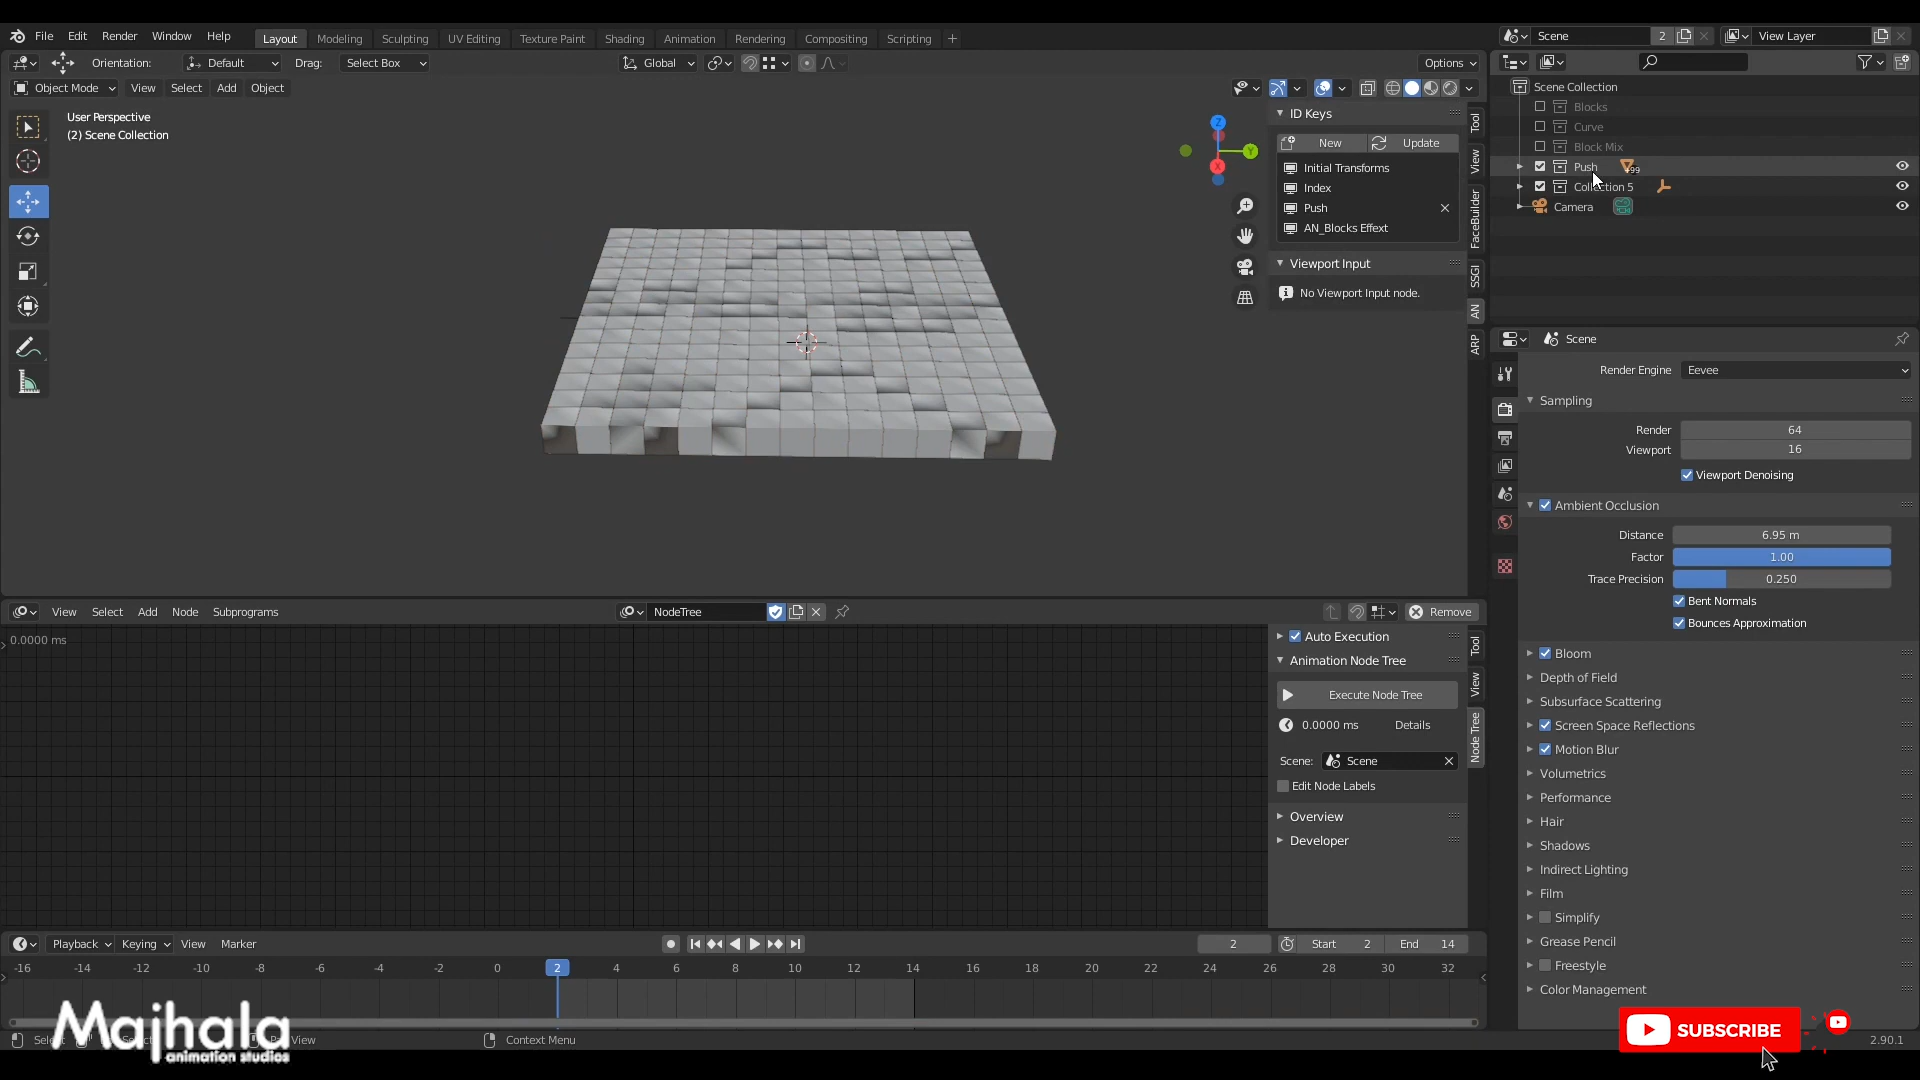 File Edit Render Window Help Layout Modeling Sculpting UV Editing Texture Paint Shading Animation Rendering Compositing Scripting +
Scene 2 View Layer
Orientation: Default Drag: Select Box Global Options
Object Mode View Select Add Object
User Perspective
(2) Scene Collection
Z
Y
X
ID Keys
New Update
Initial Transforms
Index
Push
AN_Blocks Effext
Viewport Input
No Viewport Input node.
Tool
View
FaceBuilder
SSGI
AN
ARP
Scene Collection
Blocks
Curve
Block Mix
Push
Collection 5
Camera
Scene
Render Engine Eevee
Sampling
Render 64
Viewport 16
Viewport Denoising
Ambient Occlusion
Distance 6.95 m
Factor 1.00
Trace Precision 0.250
Bent Normals
Bounces Approximation
Bloom
Depth of Field
Subsurface Scattering
Screen Space Reflections
Motion Blur
Volumetrics
Performance
Hair
Shadows
Indirect Lighting
Film
Simplify
Grease Pencil
Freestyle
Color Management
View Select Add Node Subprograms NodeTree Remove
0.0000 ms
Auto Execution
Animation Node Tree
Execute Node Tree
0.0000 ms Details
Scene: Scene
Edit Node Labels
Overview
Developer
Tool
View
Node Tree
Playback Keying View Marker 2 Start 2 End 14
-16 -14 -12 -10 -8 -6 -4 -2 0 2 4 6 8 10 12 14 16 18 20 22 24 26 28 30 32
Majhala
animation studios
Context Menu
SUBSCRIBE
2.90.1